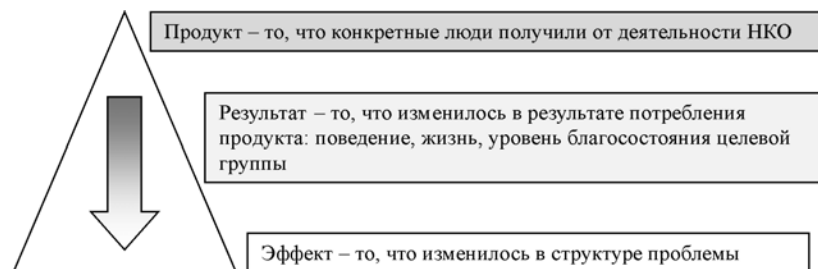 Продукт – то, что конкретные люди получили от деятельности НКО
Результат – то, что изменилось в результате потребления
продукта: поведение, жизнь, уровень благосостояния целевой
группы
Эффект – то, что изменилось в структуре проблемы